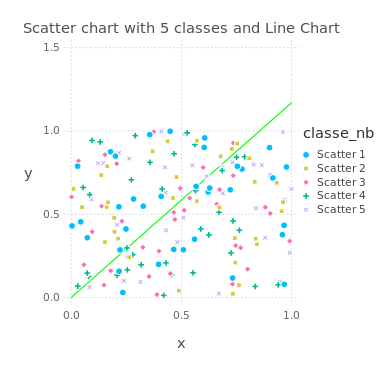 Scatter chart with 5 classes and Line Chart
1.5
1.0
0.5
0.0
y
0.0 0.5 1.0
x
classe_nb
Scatter 1
Scatter 2
Scatter 3
Scatter 4
Scatter 5